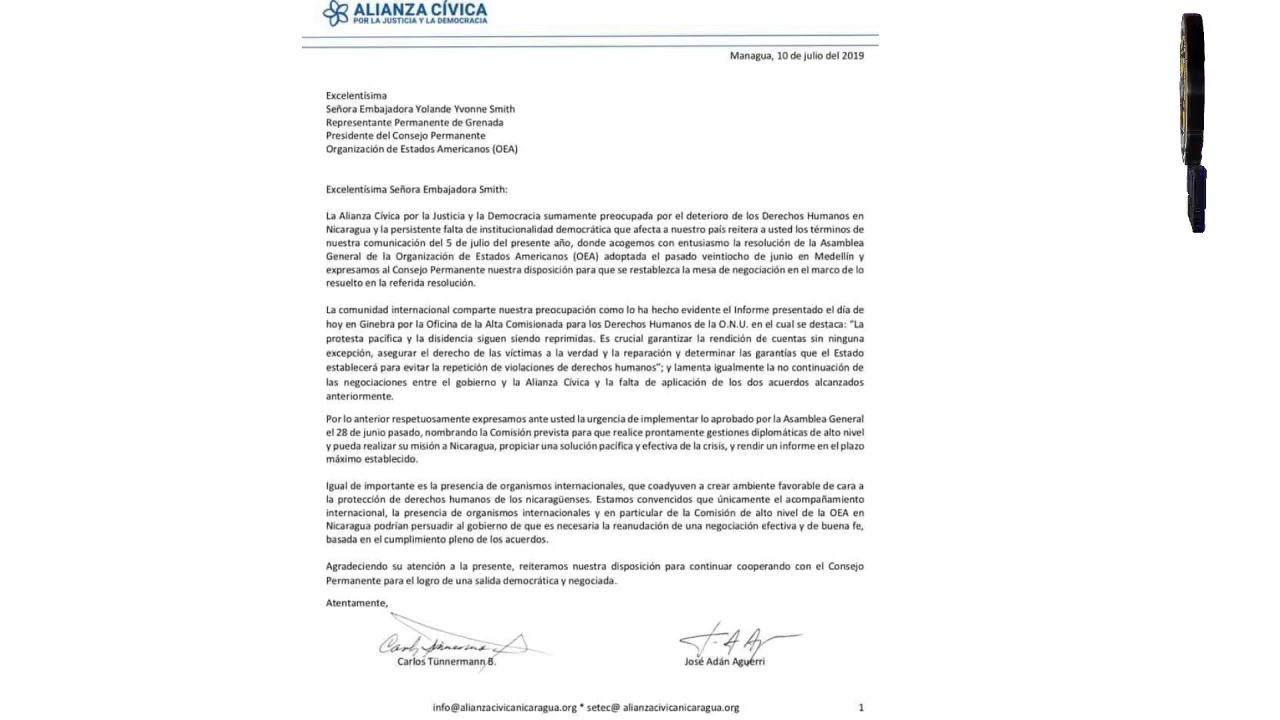 ALIANZA CÍVICA
POR LA JUSTICIA Y LA DEMOCRACIA
Managua, 10 de julio del 2019
Excelentísima
Señora Embajadora Yolande Yvonne Smith
Representante Permanente de Grenada
Presidente del Consejo Permanente
Organización de Estados Americanos (OEA)
Excelentísima Señora Embajadora Smith:
La Alianza Cívica por la Justicia y la Democracia sumamente preocupada por el deterioro de los Derechos Humanos en
Nicaragua y la persistente falta de institucionalidad democrática que afecta a nuestro país reitera a usted los términos de
nuestra comunicación del 5 de julio del presente año, donde acogemos con entusiasmo la resolución de la Asamblea
General de la Organización de Estados Americanos (OEA) adoptada el pasado veintiocho de junio en Medellín y
expresamos al Consejo Permanente nuestra disposición para que se restablezca la mesa de negociación en el marco de lo
resuelto en la referida resolución.
La comunidad internacional comparte nuestra preocupación como lo ha hecho evidente el Informe presentado el día de
hoy en Ginebra por la Oficina de la Alta Comisionada para los Derechos Humanos de la O.N.U. en el cual se destaca: “La
protesta pacífica y la disidencia siguen siendo reprimidas. Es crucial garantizar la rendición de cuentas sin ninguna
excepción, asegurar el derecho de las víctimas a la verdad y la reparación y determinar las garantías que el Estado
establecerá para evitar la repetición de violaciones de derechos humanos”; y lamenta igualmente la no continuación de
las negociaciones entre el gobierno y la Alianza Cívica y la falta de aplicación de los dos acuerdos alcanzados
anteriormente.
Por lo anterior respetuosamente expresamos ante usted la urgencia de implementar lo aprobado por la Asamblea General
el 28 de junio pasado, nombrando la Comisión prevista para que realice prontamente gestiones diplomáticas de alto nivel
y pueda realizar su misión a Nicaragua, propiciar una solución pacífica y efectiva de la crisis, y rendir un informe en el plazo
máximo establecido.
Igual de importante es la presencia de organismos internacionales, que coadyuven a crear ambiente favorable de cara a
la protección de derechos humanos de los nicaragüenses. Estamos convencidos que únicamente el acompañamiento
internacional, la presencia de organismos internacionales y en particular de la Comisión de alto nivel de la OEA en
Nicaragua podrían persuadir al gobierno de que es necesaria la reanudación de una negociación efectiva y de buena fe,
basada en el cumplimiento pleno de los acuerdos.
Agradeciendo su atención a la presente, reiteramos nuestra disposición para continuar cooperando con el Consejo
Permanente para el logro de una salida democrática y negociada.
Atentamente,
Carlos Tünnermann B.
José Adán Aguerri
info@alianzacivicanicaragua.org * setec@ alianzacivicanicaragua.org
1